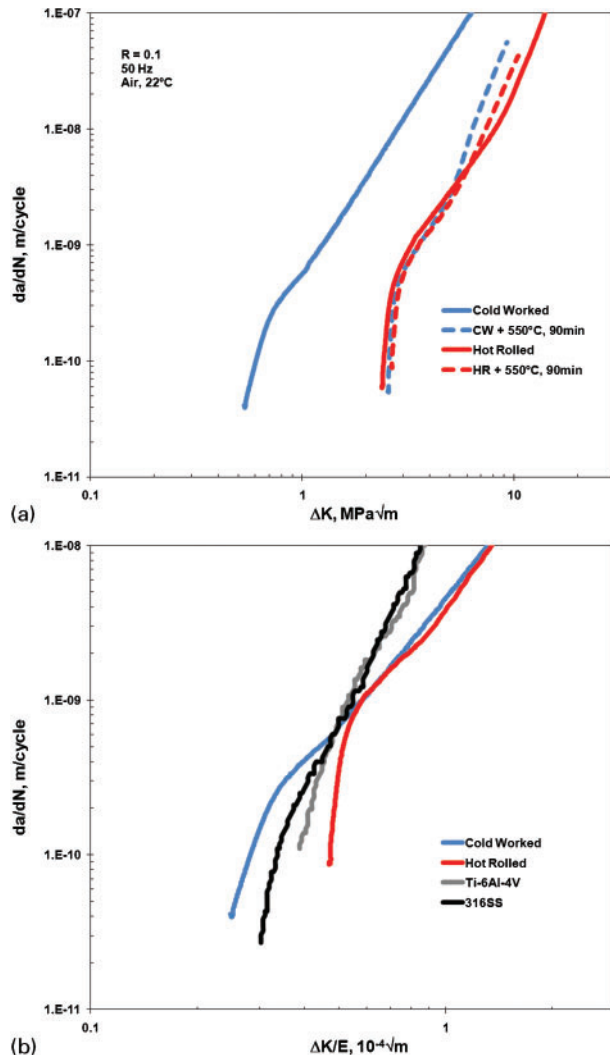 1.E-07
R = 0.1
50 Hz
Air, 22ºC
1.E-08
da/dN, m/cycle
1.E-09
Cold Worked
CW + 550ºC, 90min
Hot Rolled
HR + 550ºC, 90min
1.E-10
1.E-11
0.1 1 10
(a) ΔK, MPa√m
1.E-08
da/dN, m/cycle
1.E-09
1.E-10
Cold Worked
Hot Rolled
Ti-6Al-4V
316SS
1.E-11
0.1 1
(b) ΔK/E, 10⁻⁴√m